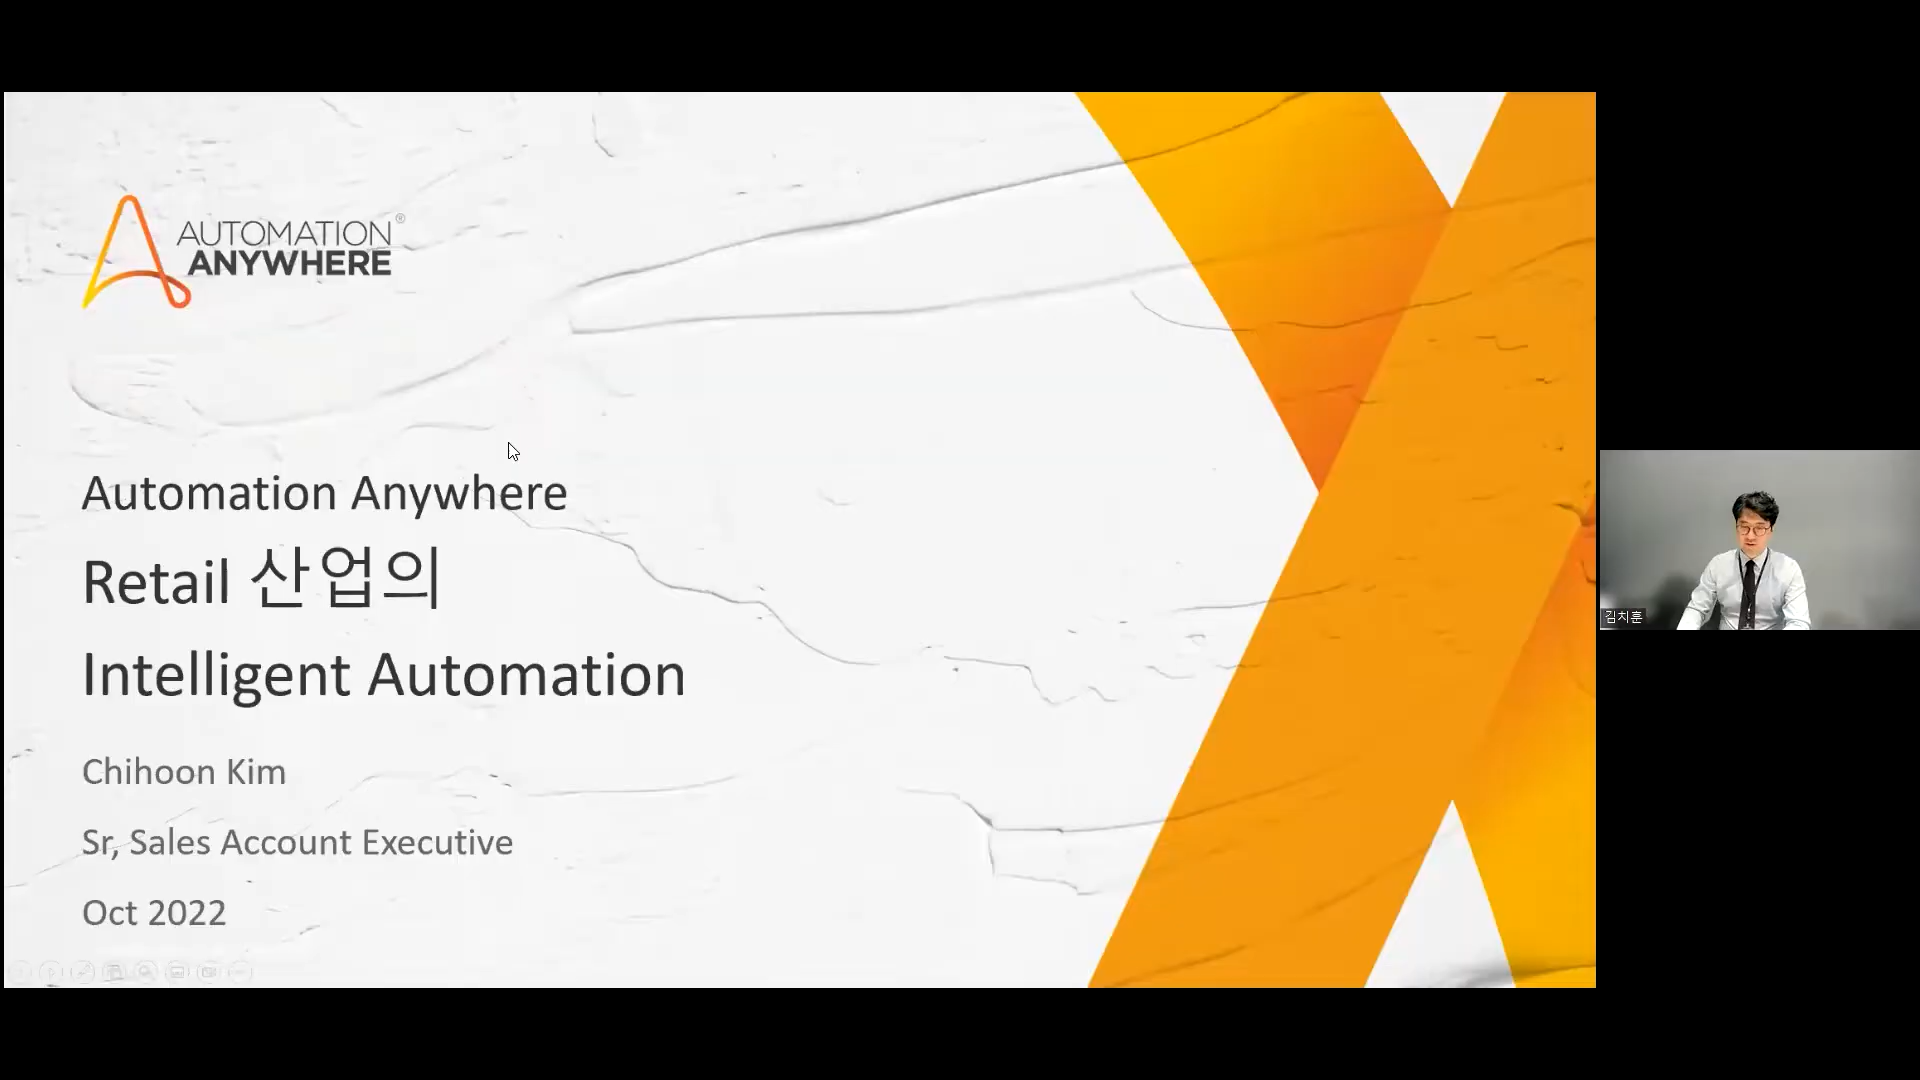 AUTOMATION
ANYWHERE
®
Automation Anywhere
Retail 산업의
Intelligent Automation
Chihoon Kim
Sr, Sales Account Executive
Oct 2022
김치훈